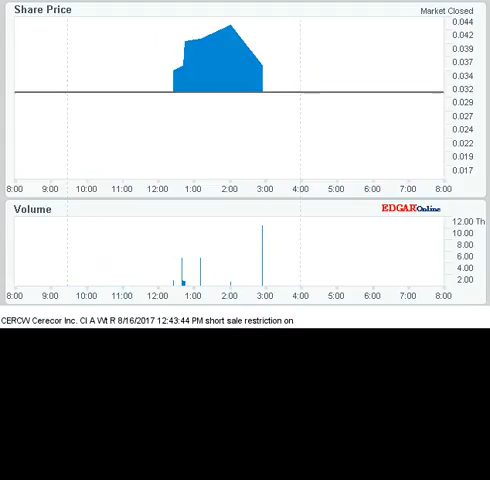 Share Price
Market Closed
0.044
0.042
0.039
0.037
0.034
0.032
0.029
0.027
0.024
0.022
0.019
0.017
8:00 9:00 10:00 11:00 12:00 1:00 2:00 3:00 4:00 5:00 6:00 7:00 8:00
Volume
EDGAR Online
12.00 Th
10.00
8.00
6.00
4.00
2.00
8:00 9:00 10:00 11:00 12:00 1:00 2:00 3:00 4:00 5:00 6:00 7:00 8:00
CERCW Cerecor Inc. Cl A Wt R 8/16/2017 12:43:44 PM short sale restriction on